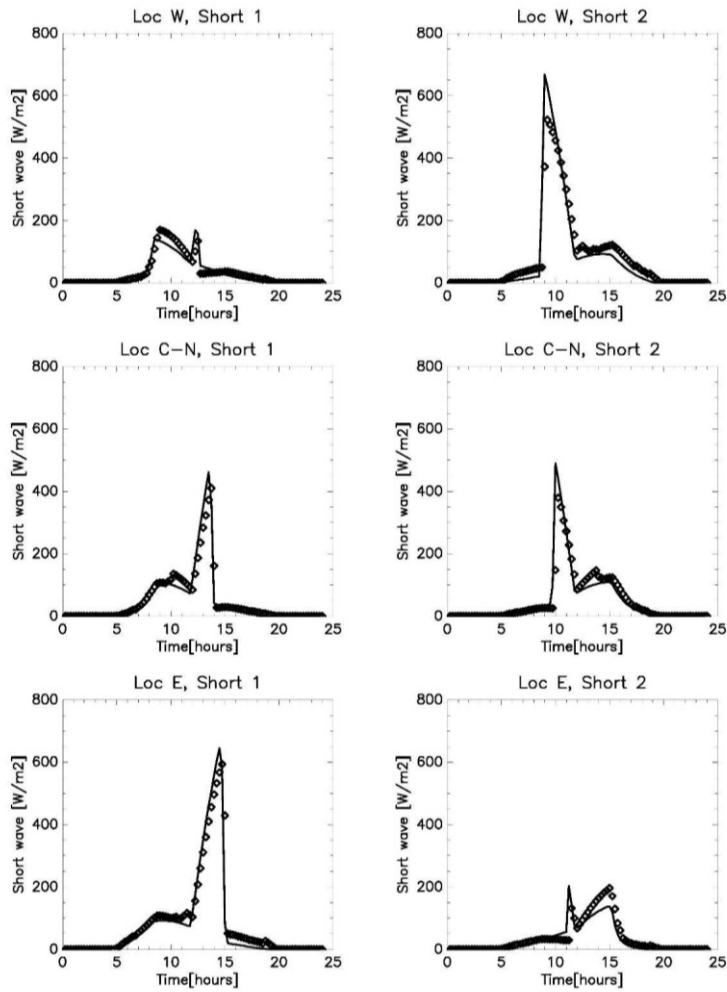 Loc W, Short 1
Loc W, Short 2
Short wave [W/m2]
800
600
400
200
0
0 5 10 15 20 25
Time[hours]
Short wave [W/m2]
800
600
400
200
0
0 5 10 15 20 25
Time[hours]
Loc C-N, Short 1
Loc C-N, Short 2
Short wave [W/m2]
800
600
400
200
0
0 5 10 15 20 25
Time[hours]
Short wave [W/m2]
800
600
400
200
0
0 5 10 15 20 25
Time[hours]
Loc E, Short 1
Loc E, Short 2
Short wave [W/m2]
800
600
400
200
0
0 5 10 15 20 25
Time[hours]
Short wave [W/m2]
800
600
400
200
0
0 5 10 15 20 25
Time[hours]